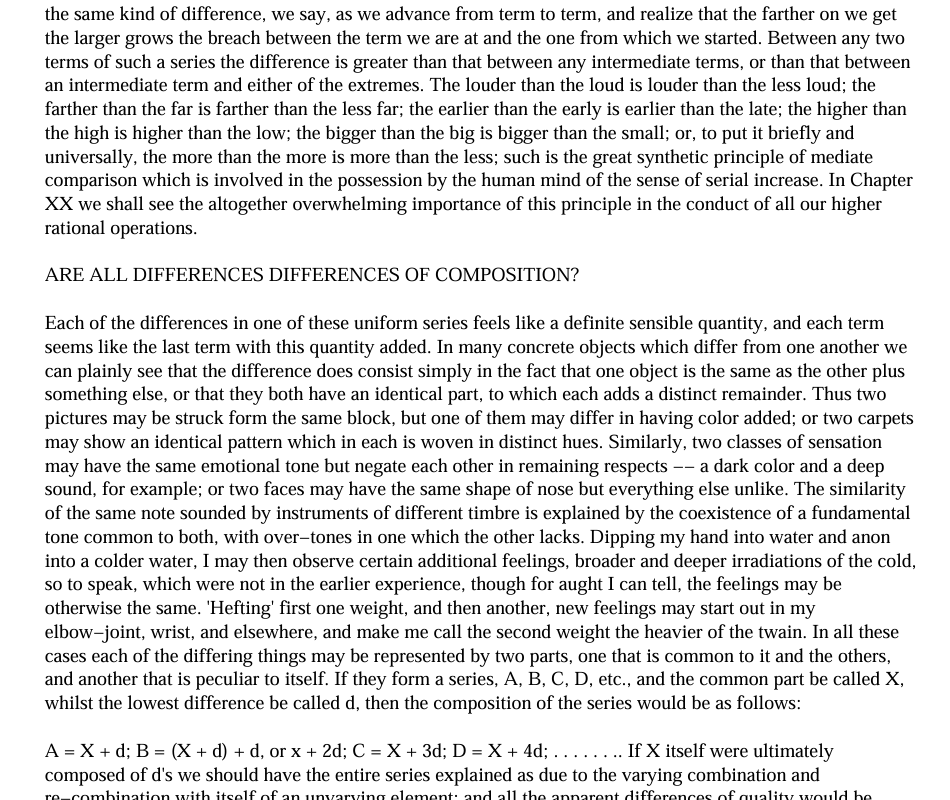 the same kind of difference, we say, as we advance from term to term, and realize that the farther on we get
the larger grows the breach between the term we are at and the one from which we started. Between any two
terms of such a series the difference is greater than that between any intermediate terms, or than that between
an intermediate term and either of the extremes. The louder than the loud is louder than the less loud; the
farther than the far is farther than the less far; the earlier than the early is earlier than the late; the higher than
the high is higher than the low; the bigger than the big is bigger than the small; or, to put it briefly and
universally, the more than the more is more than the less; such is the great synthetic principle of mediate
comparison which is involved in the possession by the human mind of the sense of serial increase. In Chapter
XX we shall see the altogether overwhelming importance of this principle in the conduct of all our higher
rational operations.
ARE ALL DIFFERENCES DIFFERENCES OF COMPOSITION?
Each of the differences in one of these uniform series feels like a definite sensible quantity, and each term
seems like the last term with this quantity added. In many concrete objects which differ from one another we
can plainly see that the difference does consist simply in the fact that one object is the same as the other plus
something else, or that they both have an identical part, to which each adds a distinct remainder. Thus two
pictures may be struck form the same block, but one of them may differ in having color added; or two carpets
may show an identical pattern which in each is woven in distinct hues. Similarly, two classes of sensation
may have the same emotional tone but negate each other in remaining respects −− a dark color and a deep
sound, for example; or two faces may have the same shape of nose but everything else unlike. The similarity
of the same note sounded by instruments of different timbre is explained by the coexistence of a fundamental
tone common to both, with over−tones in one which the other lacks. Dipping my hand into water and anon
into a colder water, I may then observe certain additional feelings, broader and deeper irradiations of the cold,
so to speak, which were not in the earlier experience, though for aught I can tell, the feelings may be
otherwise the same. 'Hefting' first one weight, and then another, new feelings may start out in my
elbow−joint, wrist, and elsewhere, and make me call the second weight the heavier of the twain. In all these
cases each of the differing things may be represented by two parts, one that is common to it and the others,
and another that is peculiar to itself. If they form a series, A, B, C, D, etc., and the common part be called X,
whilst the lowest difference be called d, then the composition of the series would be as follows:
A = X + d; B = (X + d) + d, or x + 2d; C = X + 3d; D = X + 4d; . . . . . . .. If X itself were ultimately
composed of d's we should have the entire series explained as due to the varying combination and
re−combination with itself of an unvarying element; and all the apparent differences of quality would be